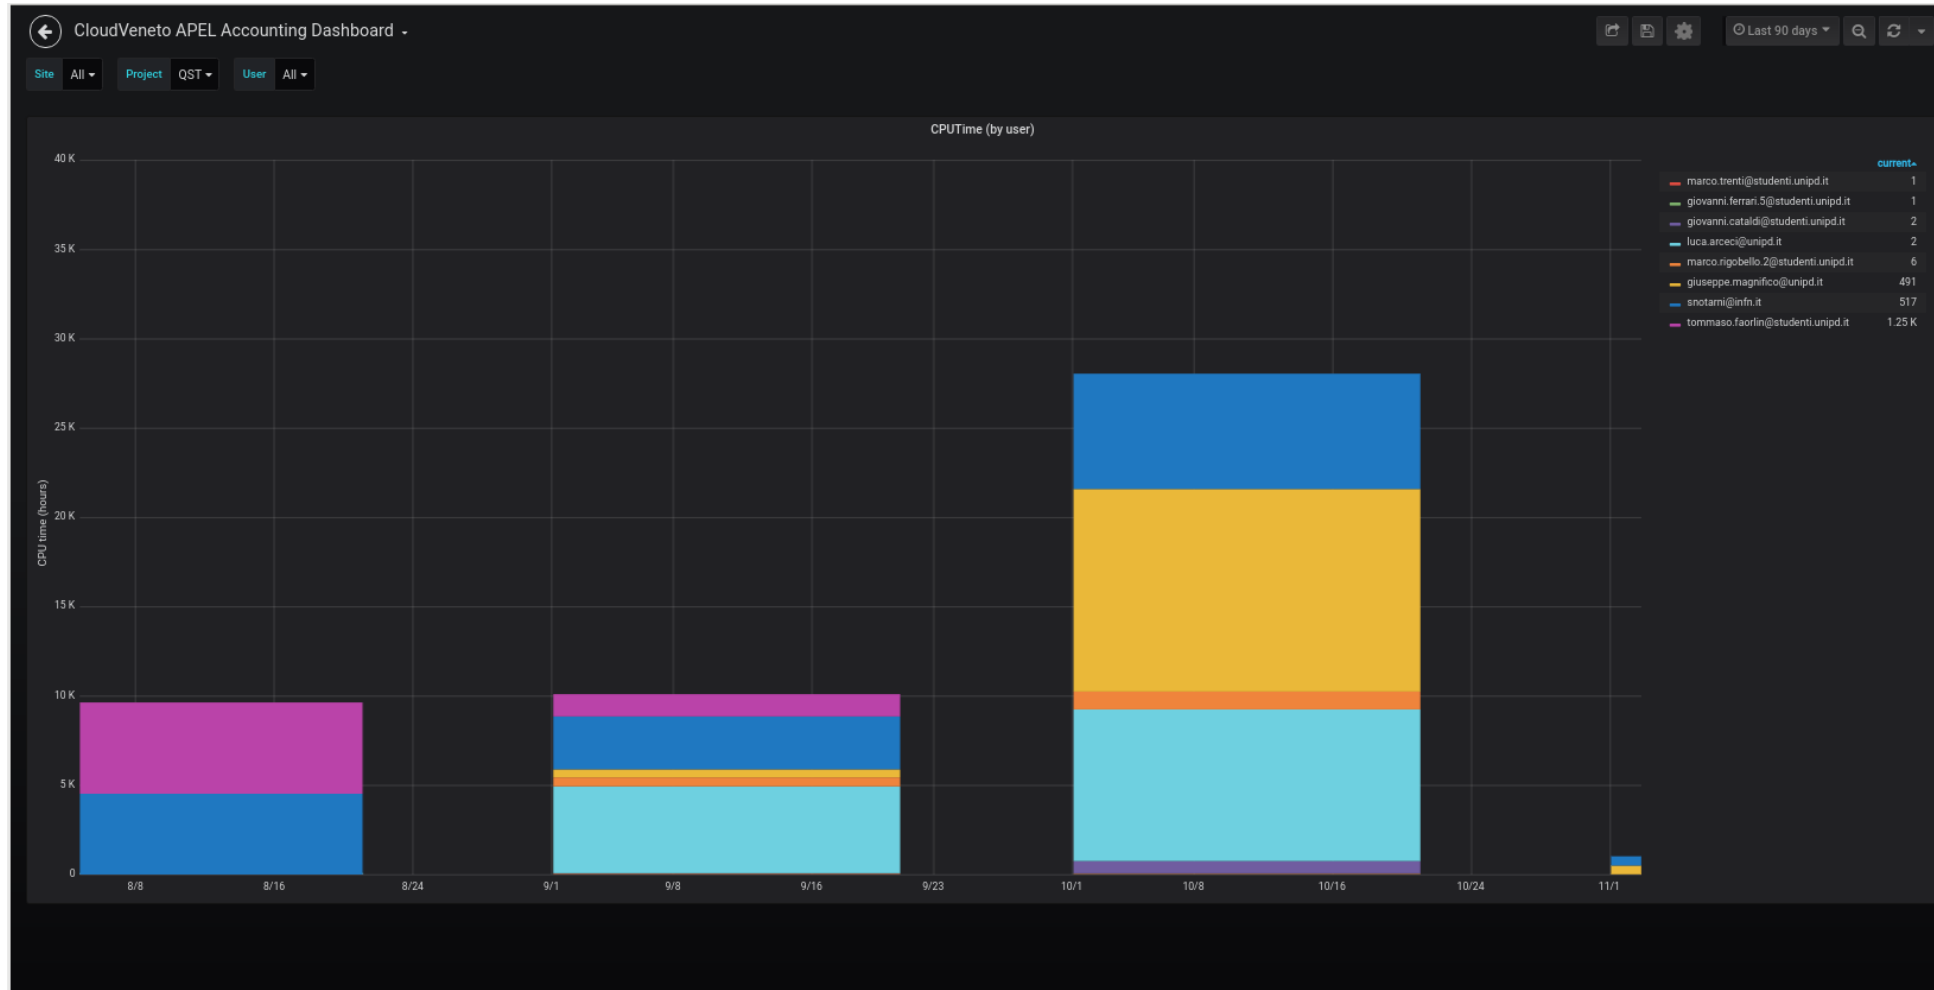 CloudVeneto APEL Accounting Dashboard
Last 90 days
Site All Project QST User All
CPUTime (by user)
CPU time (hours)
40 K
35 K
30 K
25 K
20 K
15 K
10 K
5 K
0
8/8 8/16 8/24 9/1 9/8 9/16 9/23 10/1 10/8 10/16 10/24 11/1
current
marco.trenti@studenti.unipd.it 1
giovanni.ferrari.5@studenti.unipd.it 1
giovanni.cataldi@studenti.unipd.it 2
luca.arceci@unipd.it 2
marco.rigobello.2@studenti.unipd.it 6
giuseppe.magnifico@unipd.it 491
snotarni@infn.it 517
tommaso.faorlin@studenti.unipd.it 1.25 K